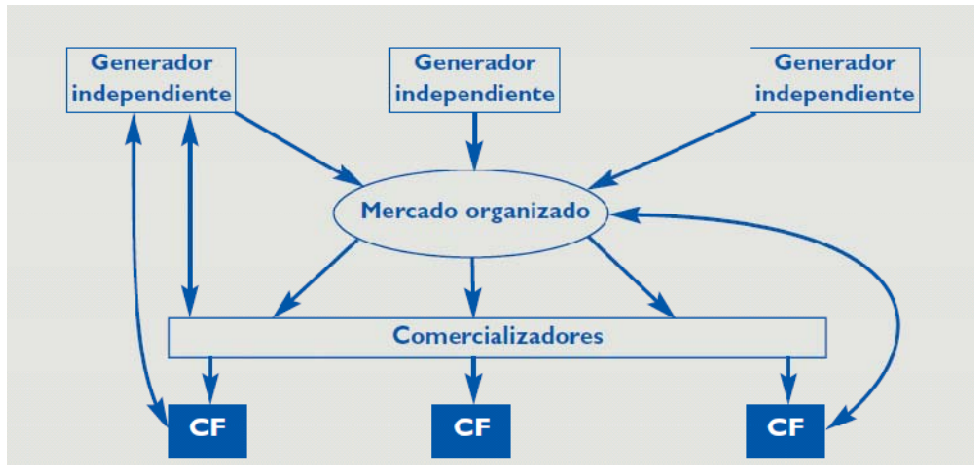 Generador
independiente
Generador
independiente
Generador
independiente
Mercado organizado
Comercializadores
CF
CF
CF